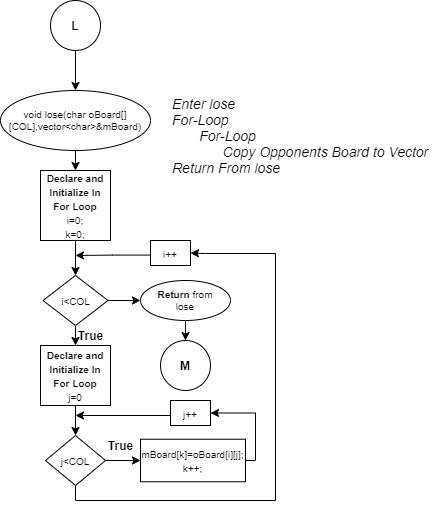 L
void lose(char oBoard[]
[COL],vector<char>&mBoard)
Enter lose
For-Loop
For-Loop
Copy Opponents Board to Vector
Return From lose
Declare and
Initialize In
For Loop
i=0;
k=0;
i++
i<COL
Return from
lose
True
M
Declare and
Initialize In
For Loop
j=0
j++
j<COL
True
mBoard[k]=oBoard[i][j];
k++;